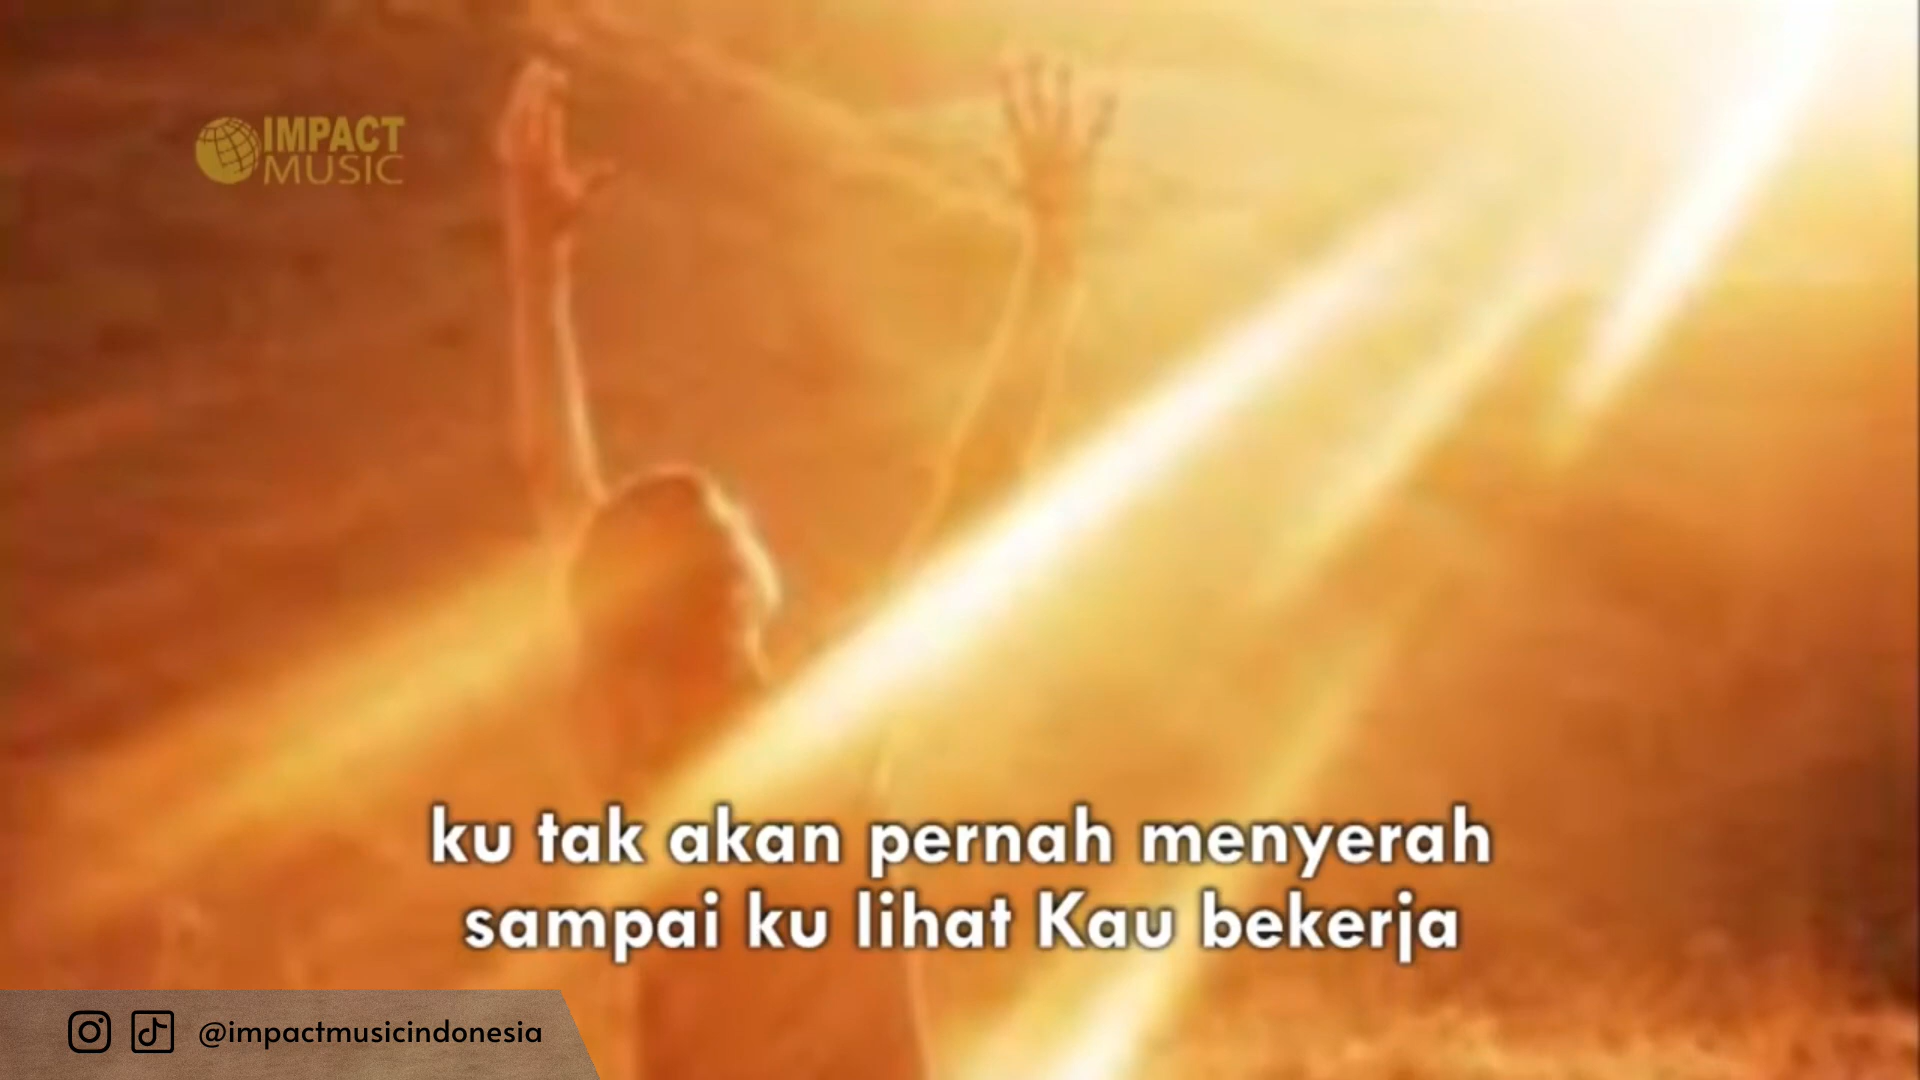 IMPACT
MUSIC
ku tak akan pernah menyerah
sampai ku lihat Kau bekerja
@impactmusicindonesia